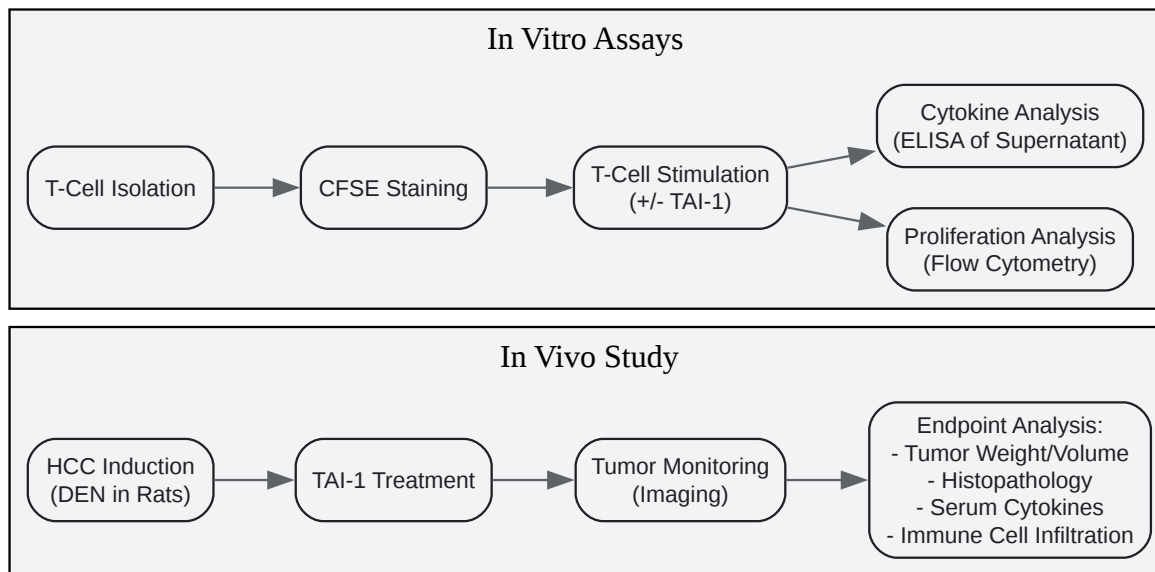 In Vitro Assays
T-Cell Isolation
CFSE Staining
T-Cell Stimulation
(+/- TAI-1)
Cytokine Analysis
(ELISA of Supernatant)
Proliferation Analysis
(Flow Cytometry)
In Vivo Study
HCC Induction
(DEN in Rats)
TAI-1 Treatment
Tumor Monitoring
(Imaging)
Endpoint Analysis:
- Tumor Weight/Volume
- Histopathology
- Serum Cytokines
- Immune Cell Infiltration